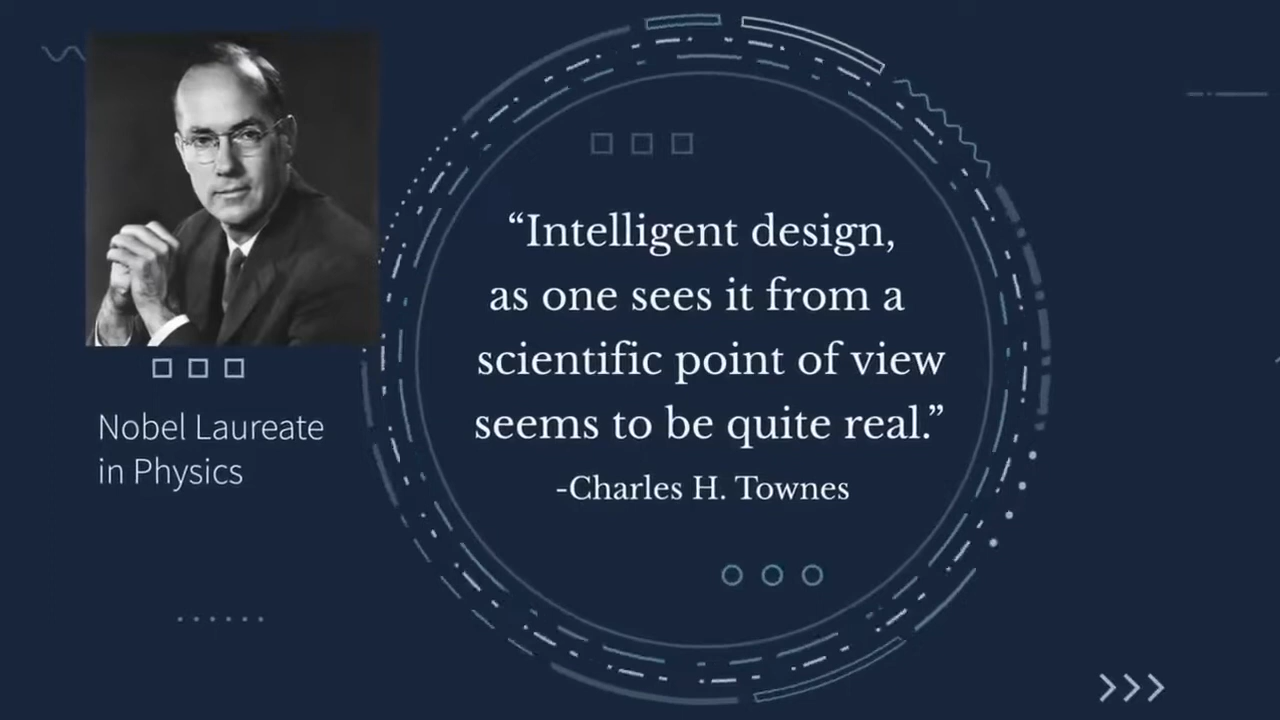 Nobel Laureate
in Physics
“Intelligent design,
as one sees it from a
scientific point of view
seems to be quite real.”
-Charles H. Townes